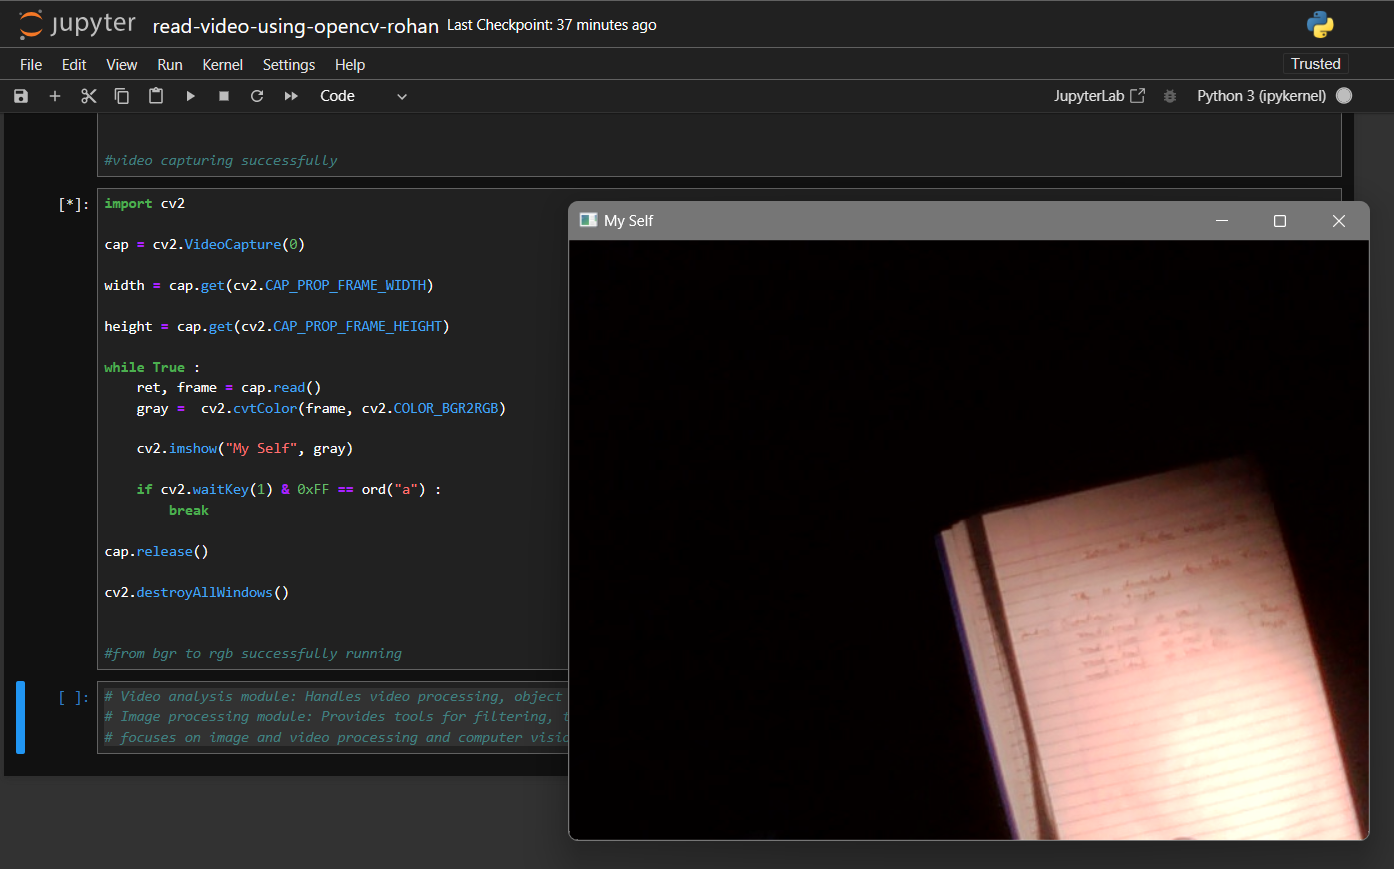 jupyter read-video-using-opencv-rohan Last Checkpoint: 37 minutes ago
File Edit View Run Kernel Settings Help Trusted
Code JupyterLab Python 3 (ipykernel)
#video capturing successfully
[*]: import cv2
cap = cv2.VideoCapture(0)
width = cap.get(cv2.CAP_PROP_FRAME_WIDTH)
height = cap.get(cv2.CAP_PROP_FRAME_HEIGHT)
while True :
    ret, frame = cap.read()
    gray =  cv2.cvtColor(frame, cv2.COLOR_BGR2RGB)
    cv2.imshow("My Self", gray)
    if cv2.waitKey(1) & 0xFF == ord("a") :
        break
cap.release()
cv2.destroyAllWindows()
#from bgr to rgb successfully running
[ ]: # Video analysis module: Handles video processing, object
# Image processing module: Provides tools for filtering,
# focuses on image and video processing and computer
My Self